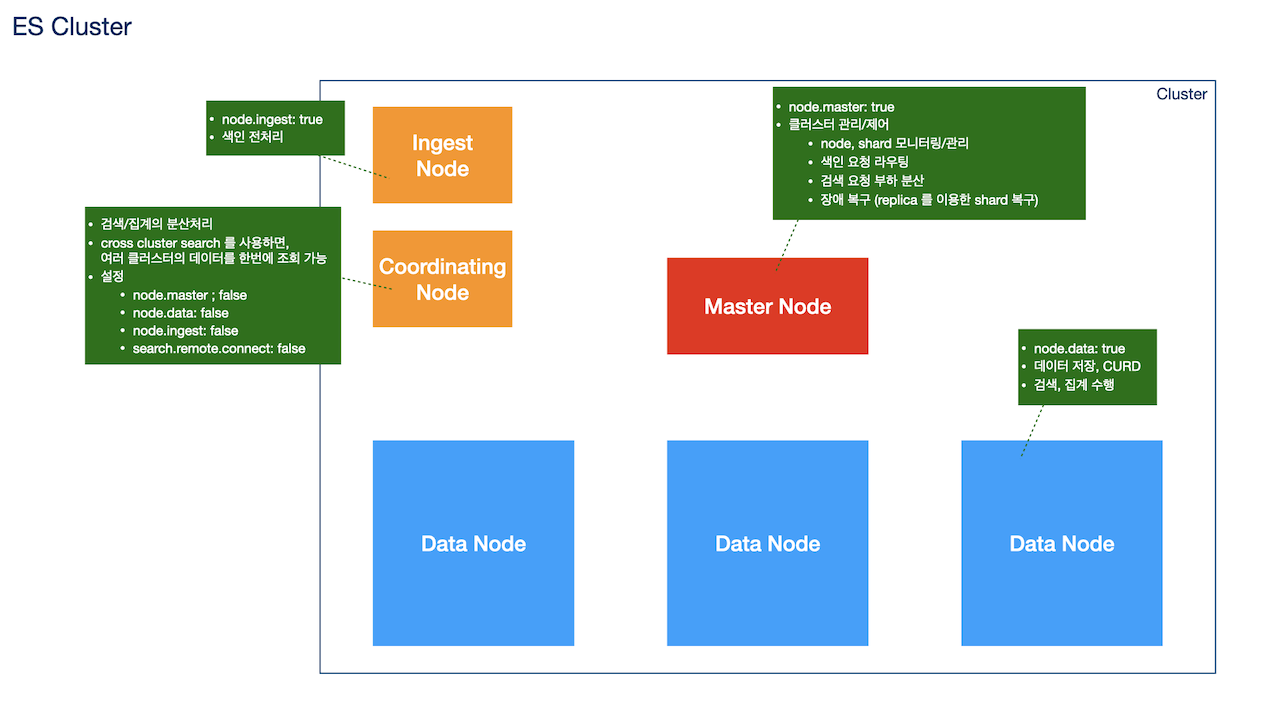 ES Cluster
Cluster
node.ingest: true
색인 전처리
Ingest
Node
node.master: true
클러스터 관리/제어
node, shard 모니터링/관리
색인 요청 라우팅
검색 요청 부하 분산
장애 복구 (replica 를 이용한 shard 복구)
검색/집계의 분산처리
cross cluster search 를 사용하면,
여러 클러스터의 데이터를 한번에 조회 가능
설정
node.master ; false
node.data: false
node.ingest: false
search.remote.connect: false
Coordinating
Node
Master Node
node.data: true
데이터 저장, CURD
검색, 집계 수행
Data Node
Data Node
Data Node